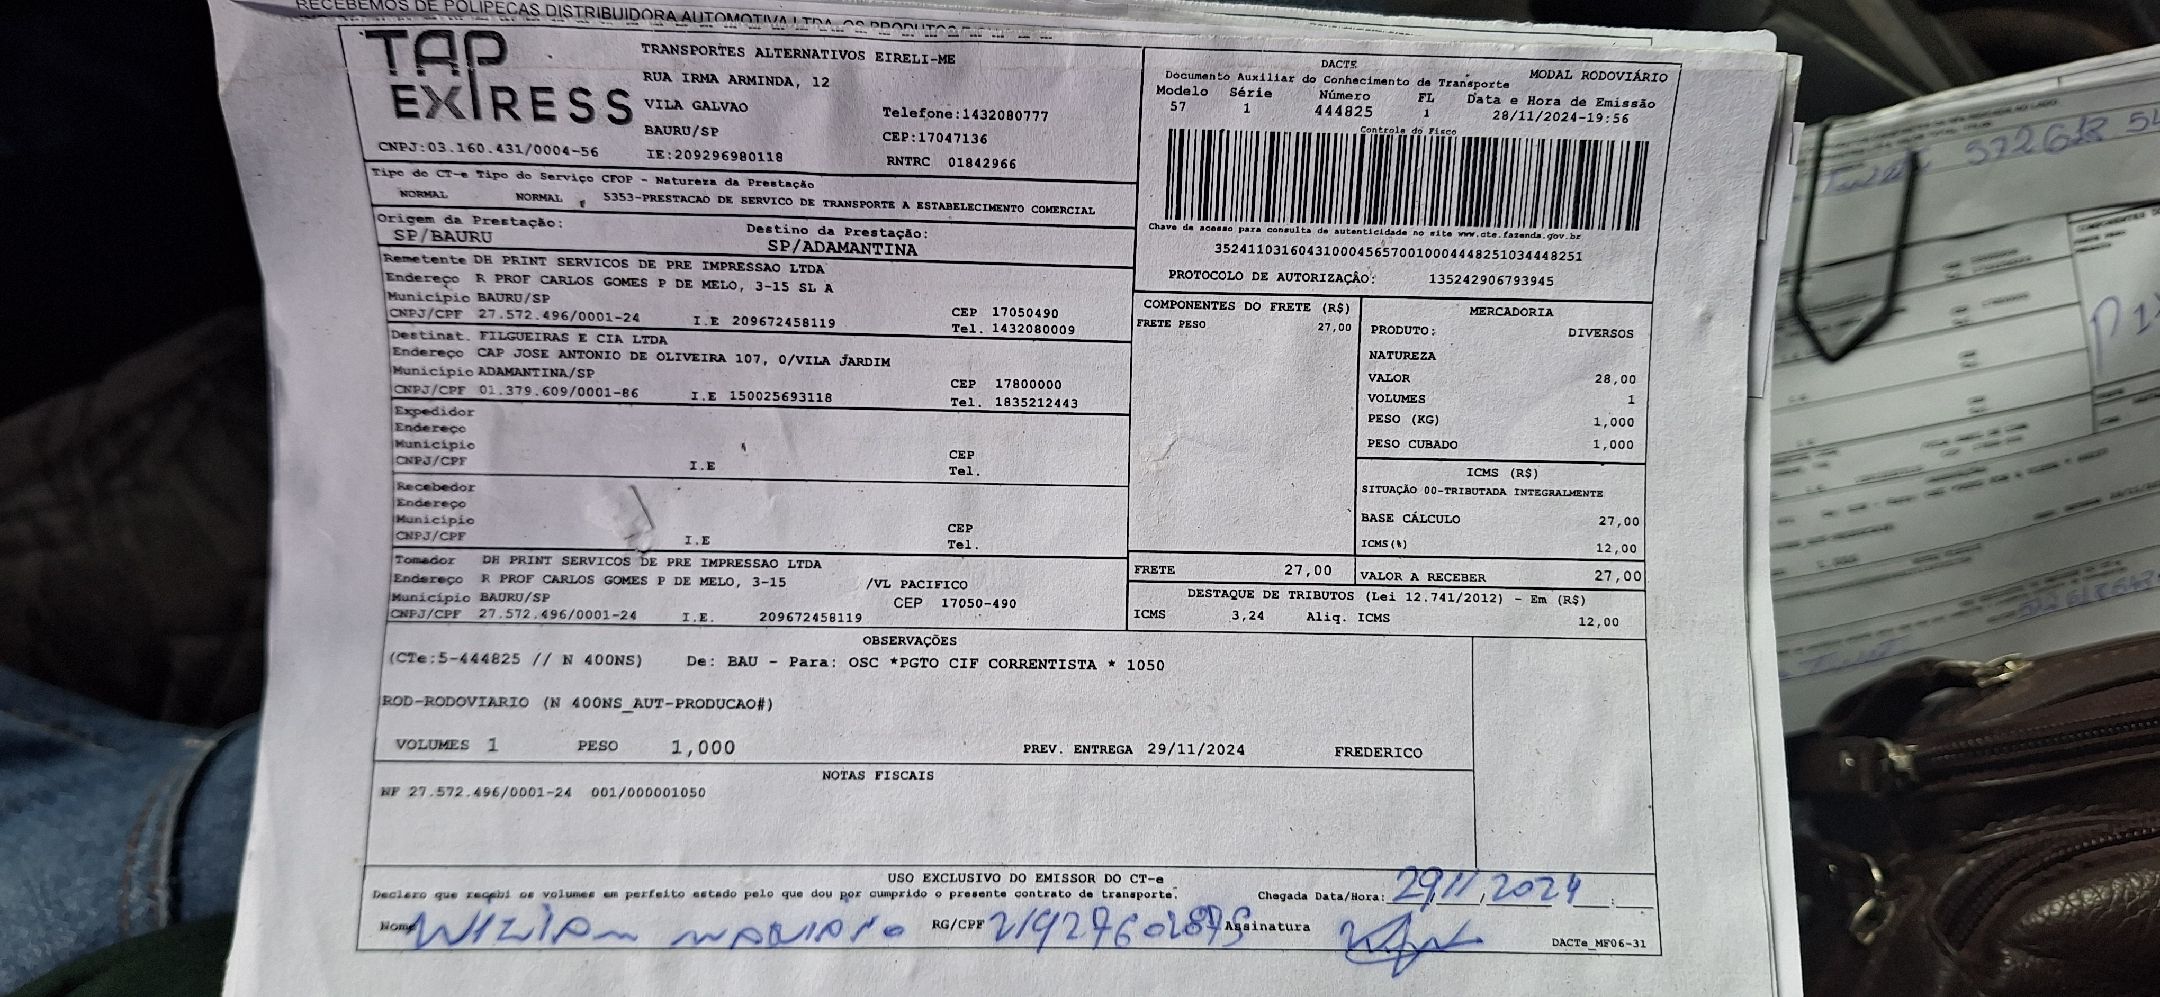 RECEBEMOS DE POLIPECAS DISTRIBUIDORA AUTOMOTIVA LTDA OS PRODUTOS
TAP EXPRESS
TRANSPORTES ALTERNATIVOS EIRELI-ME
RUA IRMA ARMINDA, 12
VILA GALVAO
Telefone:1432080777
BAURU/SP
CEP:17047136
CNPJ:03.160.431/0004-56
IE:209296980118
RNTRC 01842966
DACTE
Documento Auxiliar do Conhecimento de Transporte
MODAL RODOVIÁRIO
Modelo Série Número FL Data e Hora de Emissão
57 1 444825 1 28/11/2024-19:56
Controle do Fisco
Chave de acesso para consulta de autenticidade no site www.cte.fazenda.gov.br
35241103160431000456570010004448251034448251
PROTOCOLO DE AUTORIZAÇÃO: 135242906793945
Tipo do CT-e Tipo do Serviço CFOP - Natureza da Prestação
NORMAL NORMAL 5353-PRESTACAO DE SERVICO DE TRANSPORTE A ESTABELECIMENTO COMERCIAL
Origem da Prestação: Destino da Prestação:
SP/BAURU SP/ADAMANTINA
Remetente DH PRINT SERVICOS DE PRE IMPRESSAO LTDA
Endereço R PROF CARLOS GOMES P DE MELO, 3-15 SL A
Município BAURU/SP CEP 17050490
CNPJ/CPF 27.572.496/0001-24 I.E 209672458119 Tel. 1432080009
Destinat. FILGUEIRAS E CIA LTDA
Endereço CAP JOSE ANTONIO DE OLIVEIRA 107, 0/VILA JARDIM
Município ADAMANTINA/SP CEP 17800000
CNPJ/CPF 01.379.609/0001-86 I.E 150025693118 Tel. 1835212443
Expedidor
Endereço
Município CEP
CNPJ/CPF I.E Tel.
Recebedor
Endereço
Município CEP
CNPJ/CPF I.E Tel.
Tomador DH PRINT SERVICOS DE PRE IMPRESSAO LTDA
Endereço R PROF CARLOS GOMES P DE MELO, 3-15 /VL PACIFICO
Município BAURU/SP CEP 17050-490
CNPJ/CPF 27.572.496/0001-24 I.E. 209672458119
COMPONENTES DO FRETE (R$)
FRETE PESO 27,00
FRETE 27,00
MERCADORIA
PRODUTO: DIVERSOS
NATUREZA
VALOR 28,00
VOLUMES 1
PESO (KG) 1,000
PESO CUBADO 1,000
ICMS (R$)
SITUAÇÃO 00-TRIBUTADA INTEGRALMENTE
BASE CÁLCULO 27,00
ICMS(%) 12,00
VALOR A RECEBER 27,00
DESTAQUE DE TRIBUTOS (Lei 12.741/2012) - Em (R$)
ICMS 3,24 Aliq. ICMS 12,00
OBSERVAÇÕES
(CTe:5-444825 // N 400NS) De: BAU - Para: OSC *PGTO CIF CORRENTISTA * 1050
ROD-RODOVIARIO (N 400NS_AUT-PRODUCAO#)
VOLUMES 1 PESO 1,000 PREV. ENTREGA 29/11/2024 FREDERICO
NOTAS FISCAIS
NF 27.572.496/0001-24 001/000001050
USO EXCLUSIVO DO EMISSOR DO CT-e
Declaro que recebi os volumes em perfeito estado pelo que dou por cumprido o presente contrato de transporte.
Chegada Data/Hora: 29/11/2024
Nome RG/CPF 21927602875 Assinatura
DACTe_MF06-31